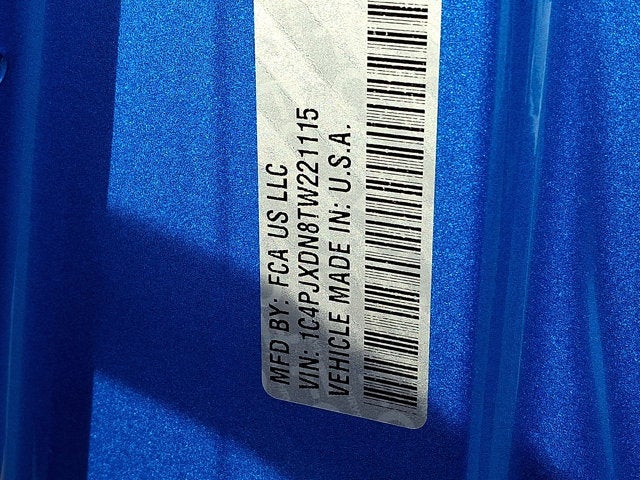 MFD BY: FCA US LLC
VIN: 1C4PJXDN8TW221115
VEHICLE MADE IN: U.S.A.